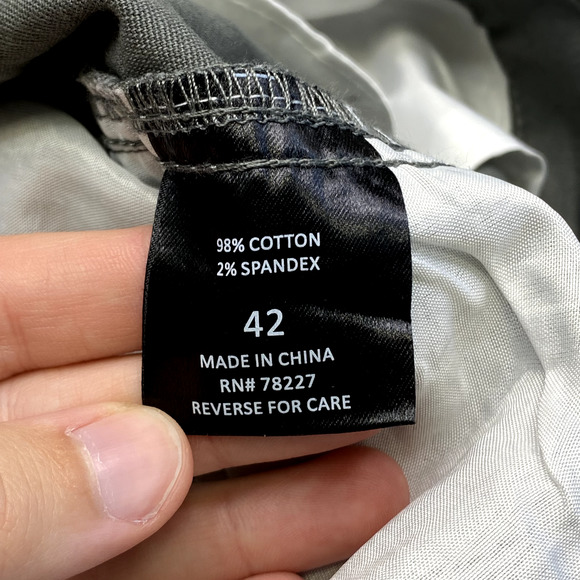 98% COTTON
2% SPANDEX
42
MADE IN CHINA
RN# 78227
REVERSE FOR CARE